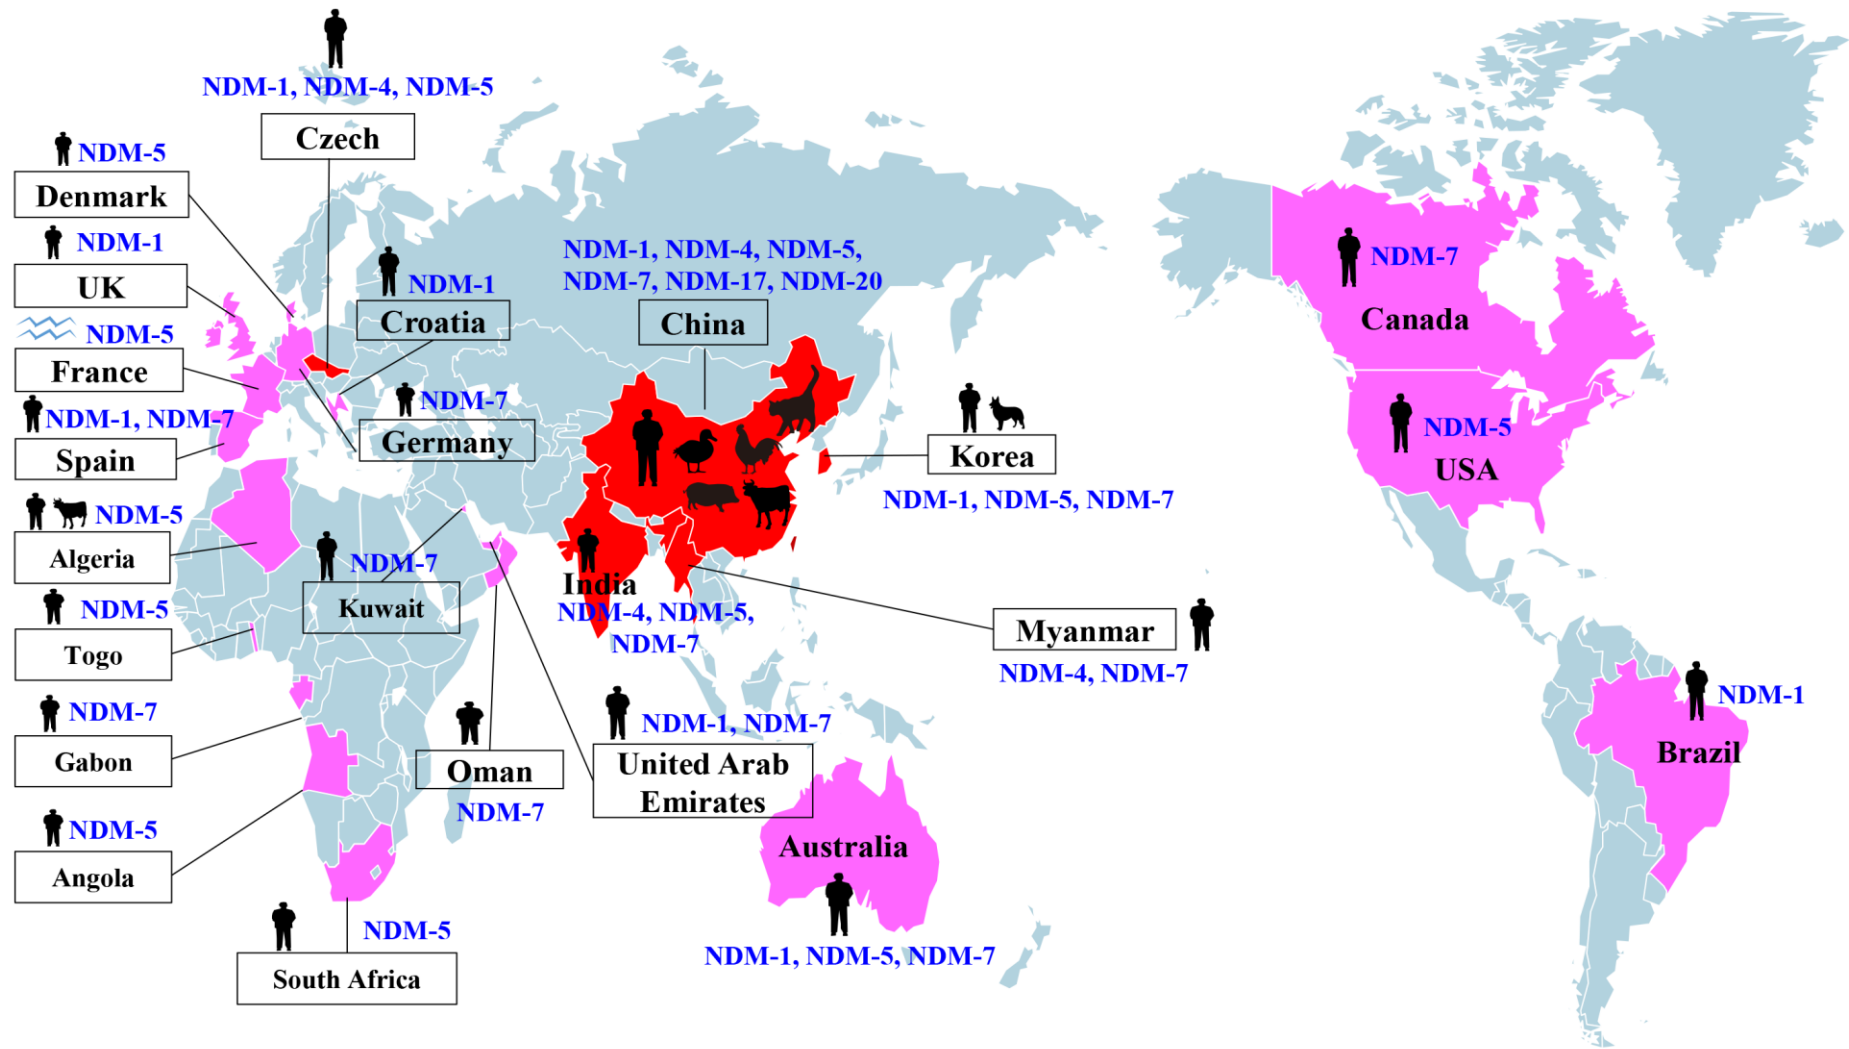 NDM-1, NDM-4, NDM-5
Czech
NDM-5
Denmark
NDM-1
UK
NDM-5
France
NDM-1, NDM-7
Spain
NDM-5
Algeria
NDM-5
Togo
NDM-7
Gabon
NDM-5
Angola
NDM-5
South Africa
NDM-1
Croatia
NDM-7
Germany
NDM-7
Kuwait
Oman
NDM-7
NDM-1, NDM-7
United Arab
Emirates
NDM-1, NDM-4, NDM-5,
NDM-7, NDM-17, NDM-20
China
India
NDM-4, NDM-5,
NDM-7
Korea
NDM-1, NDM-5, NDM-7
Myanmar
NDM-4, NDM-7
Australia
NDM-1, NDM-5, NDM-7
NDM-7
Canada
NDM-5
USA
NDM-1
Brazil